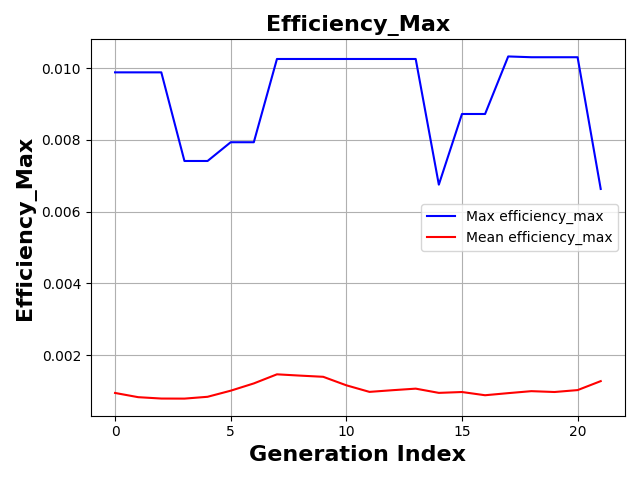 Efficiency_Max
Efficiency_Max
0.010
0.008
0.006
0.004
0.002
Max efficiency_max
Mean efficiency_max
0 5 10 15 20
Generation Index